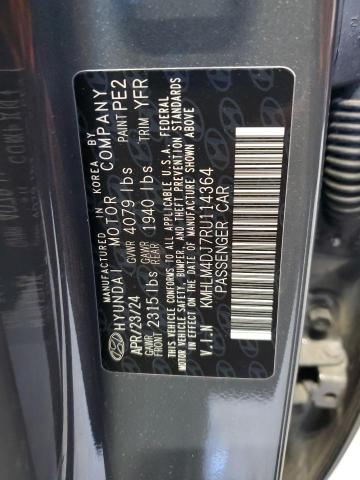 MANUFACTURED IN KOREA BY
HYUNDAI MOTOR COMPANY
APR/23/24 GVWR 4079 lbs PAINT PE2
GAWR FRONT 2315 lbs GAWR REAR 1940 lbs TRIM YFR
THIS VEHICLE CONFORMS TO ALL APPLICABLE U.S.A. FEDERAL
MOTOR VEHICLE SAFETY, BUMPER, AND THEFT PREVENTION STANDARDS
IN EFFECT ON THE DATE OF MANUFACTURE SHOWN ABOVE.
V.I.N KMHLM4DJ7RU114364
PASSENGER CAR